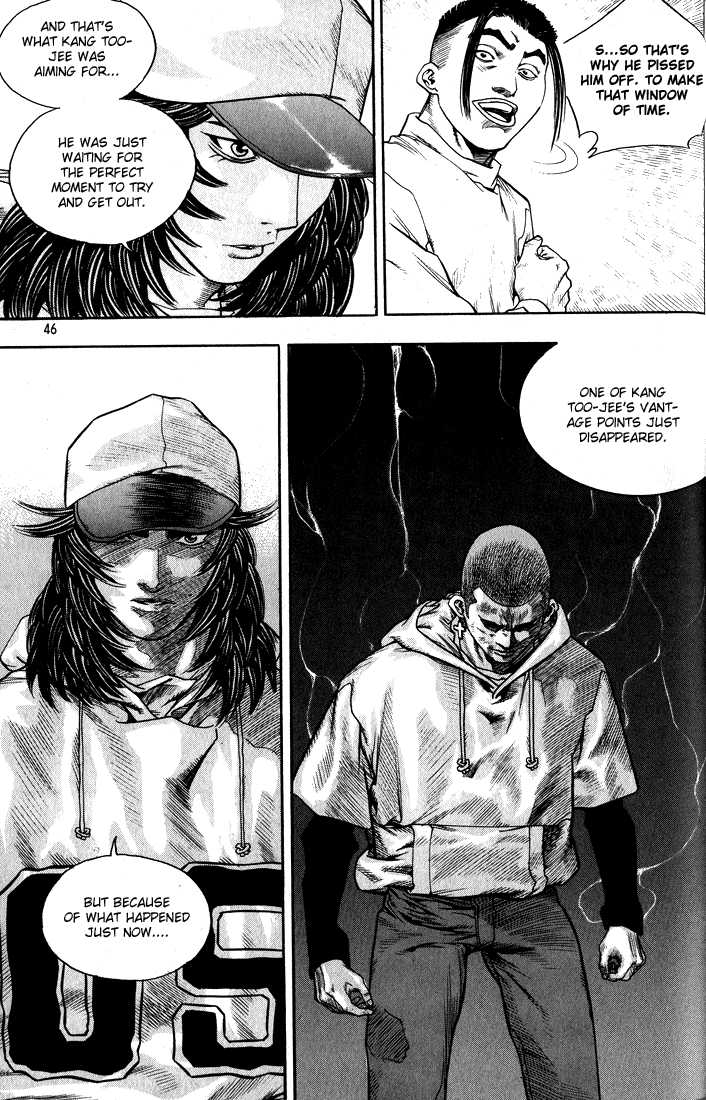 AND THAT'S
WHAT KANG TOO-
JEE WAS
AIMING FOR...
HE WAS JUST
WAITING FOR
THE PERFECT
MOMENT TO TRY
AND GET OUT.
S...SO THAT'S
WHY HE PISSED
HIM OFF. TO MAKE
THAT WINDOW
OF TIME.
46
ONE OF KANG
TOO-JEE'S VANT-
AGE POINTS JUST
DISAPPEARED.
BUT BECAUSE
OF WHAT HAPPENED
JUST NOW....
05